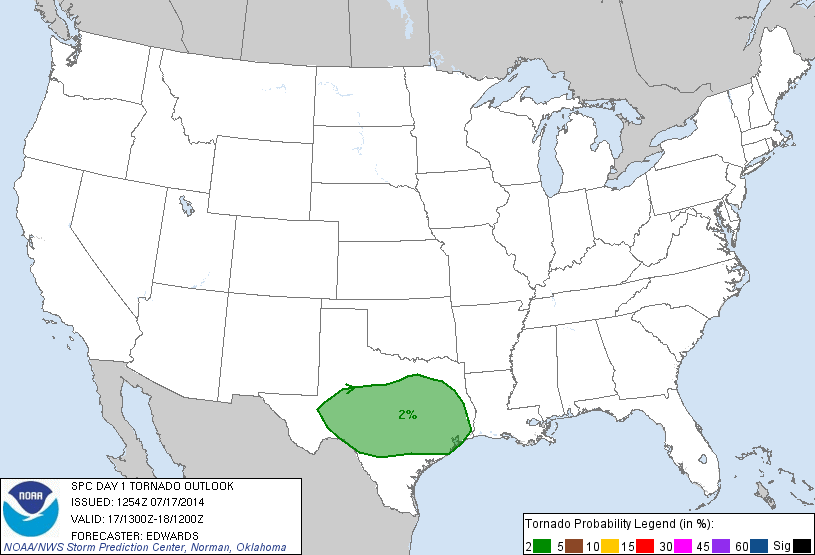 2%
NOAA
SPC DAY 1 TORNADO OUTLOOK
ISSUED: 1254Z 07/17/2014
VALID: 17/1300Z-18/1200Z
FORECASTER: EDWARDS
NOAA/NWS Storm Prediction Center, Norman, Oklahoma
Tornado Probability Legend (in %):
2 5 10 15 30 45 60 Sig